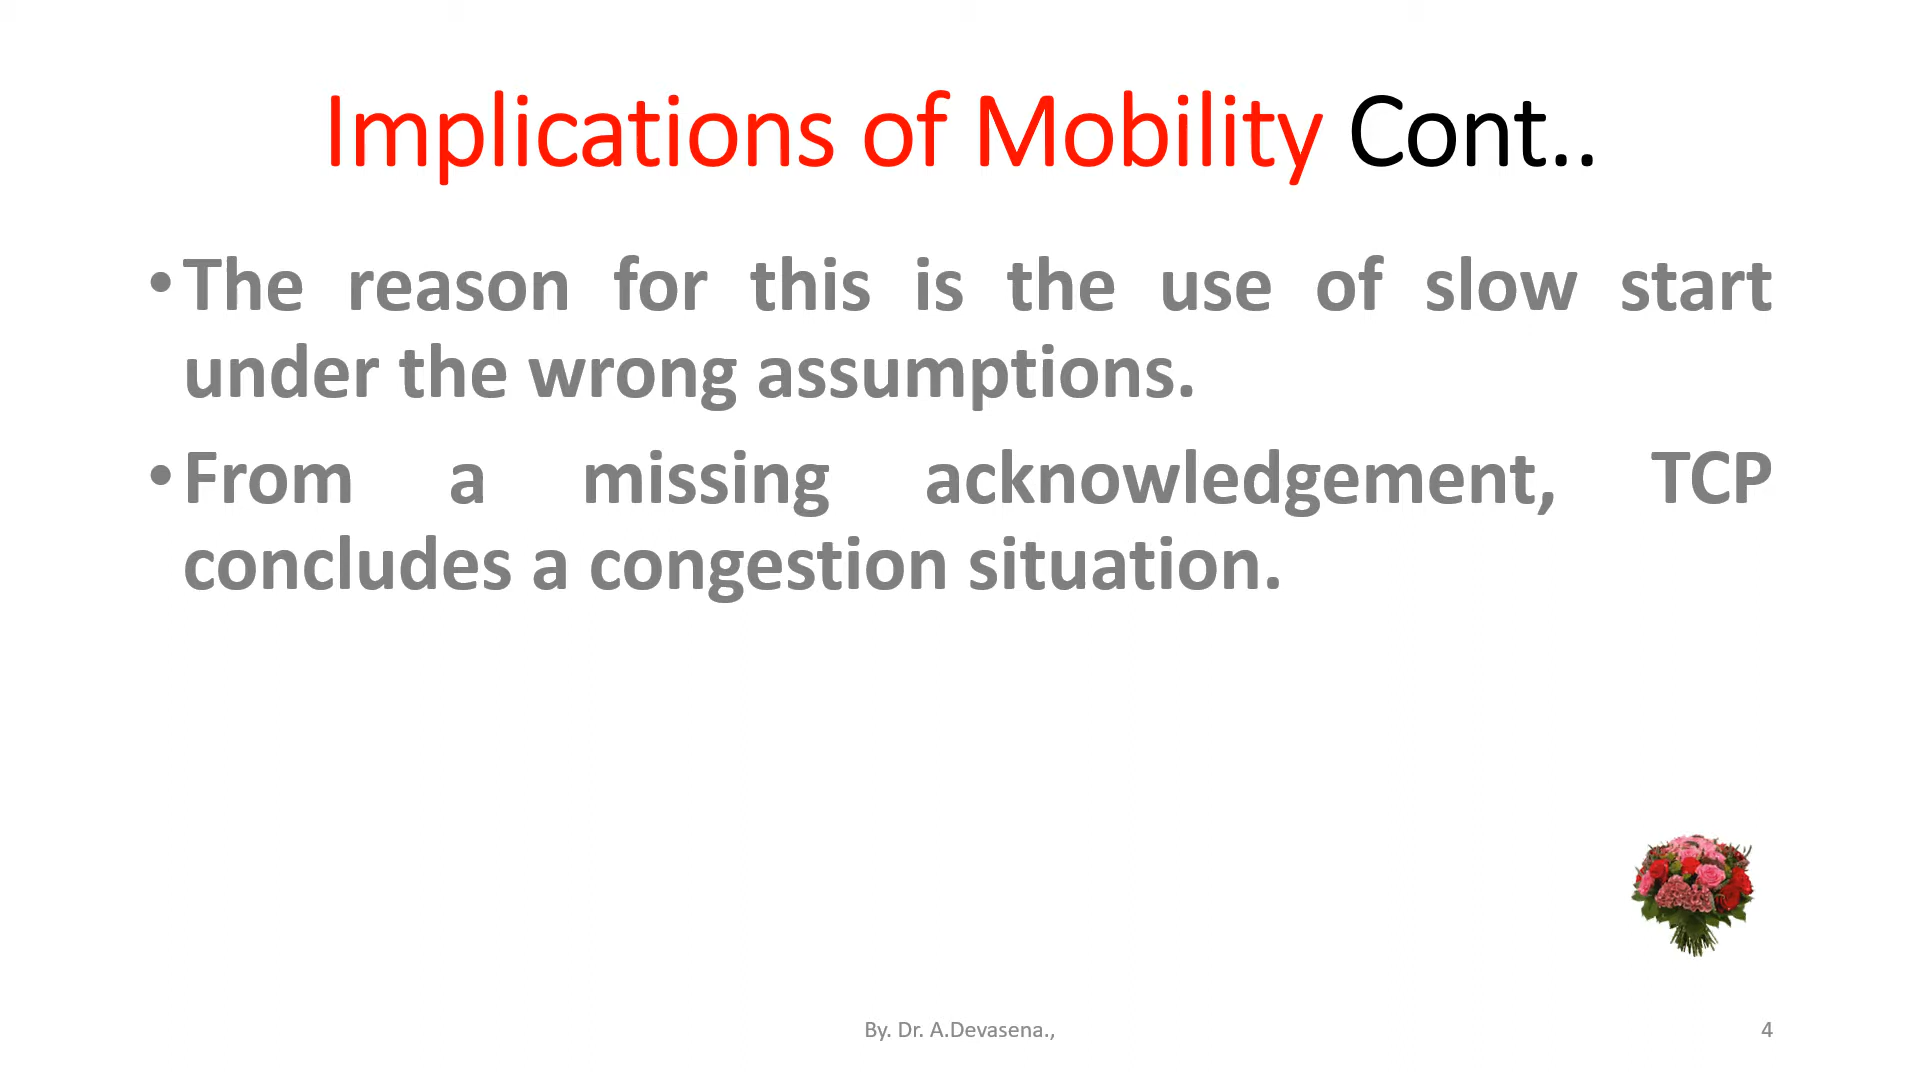 Implications of Mobility Cont..
•The reason for this is the use of slow start
under the wrong assumptions.
•From a missing acknowledgement, TCP
concludes a congestion situation.
By. Dr. A.Devasena.,
4